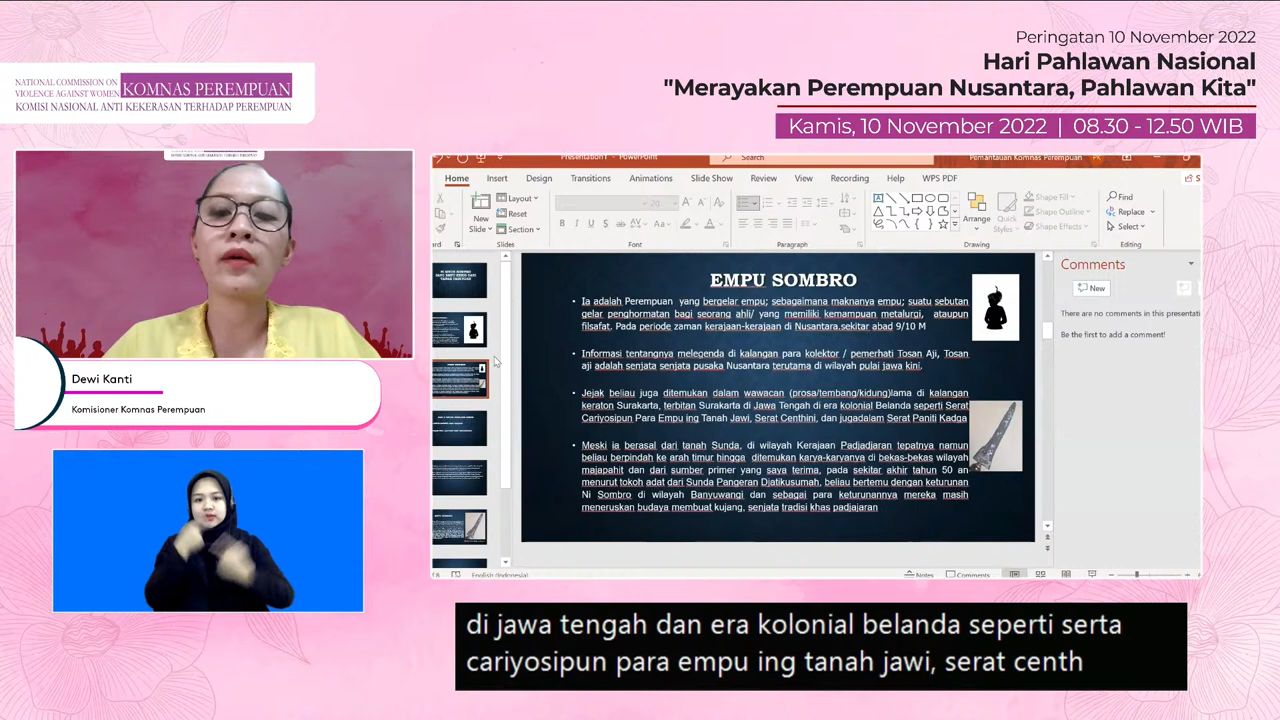 Peringatan 10 November 2022
Hari Pahlawan Nasional
"Merayakan Perempuan Nusantara, Pahlawan Kita"
Kamis, 10 November 2022 | 08.30 - 12.50 WIB
NATIONAL COMMISSION ON
VIOLENCE AGAINST WOMEN
KOMNAS PEREMPUAN
KOMISI NASIONAL ANTI KEKERASAN TERHADAP PEREMPUAN
Dewi Kanti
Komisioner Komnas Perempuan
Presentation1 - PowerPoint
Search
Pemantauan Komnas Perempuan
Home Insert Design Transitions Animations Slide Show Review View Recording Help WPS PDF
New
Slide
Layout
Reset
Section
Slides
Font
Paragraph
Arrange
Quick
Styles
Shape Fill
Shape Outline
Shape Effects
Drawing
Find
Replace
Select
Editing
EMPU SOMBRO
• Ia adalah Perempuan yang bergelar empu; sebagaimana maknanya empu; suatu sebutan
gelar penghormatan bagi seorang ahli/ yang memiliki kemampuan metalurgi, ataupun
filsafat. Pada periode zaman kerajaan-kerajaan di Nusantara.sekitar abad 9/10 M
• Informasi tentangnya melegenda di kalangan para kolektor / pemerhati Tosan Aji, Tosan
aji adalah senjata senjata pusaka Nusantara terutama di wilayah pulai jawa kini.
• Jejak beliau juga ditemukan dalam wawacan (prosa/tembang/kidung)lama di kalangan
keraton Surakarta, terbitan Surakarta di Jawa Tengah di era kolonial Belanda seperti Serat
Cariyosipun Para Empu ing Tanah Jawi, Serat Centhini, dan jugadalam Serat Paniti Kadga
• Meski ia berasal dari tanah Sunda, di wilayah Kerajaan Padjadjaran tepatnya namun
beliau berpindah ke arah timur hingga ditemukan karya-karyanya di bekas-bekas wilayah
majapahit dan dari sumber primer yang saya terima, pada sekitar akhir tahun 50 an
menurut tokoh adat dari Sunda Pangeran Djatikusumah, beliau bertemu dengan keturunan
Ni Sombro di wilayah Banyuwangi dan sebagai para keturunannya mereka masih
meneruskan budaya membuat kujang, senjata tradisi khas padjajaran
Comments
New
There are no comments in this presentati
Be the first to add a comment!
English (Indonesia)
Notes
Comments
di jawa tengah dan era kolonial belanda seperti serta
cariyosipun para empu ing tanah jawi, serat centh